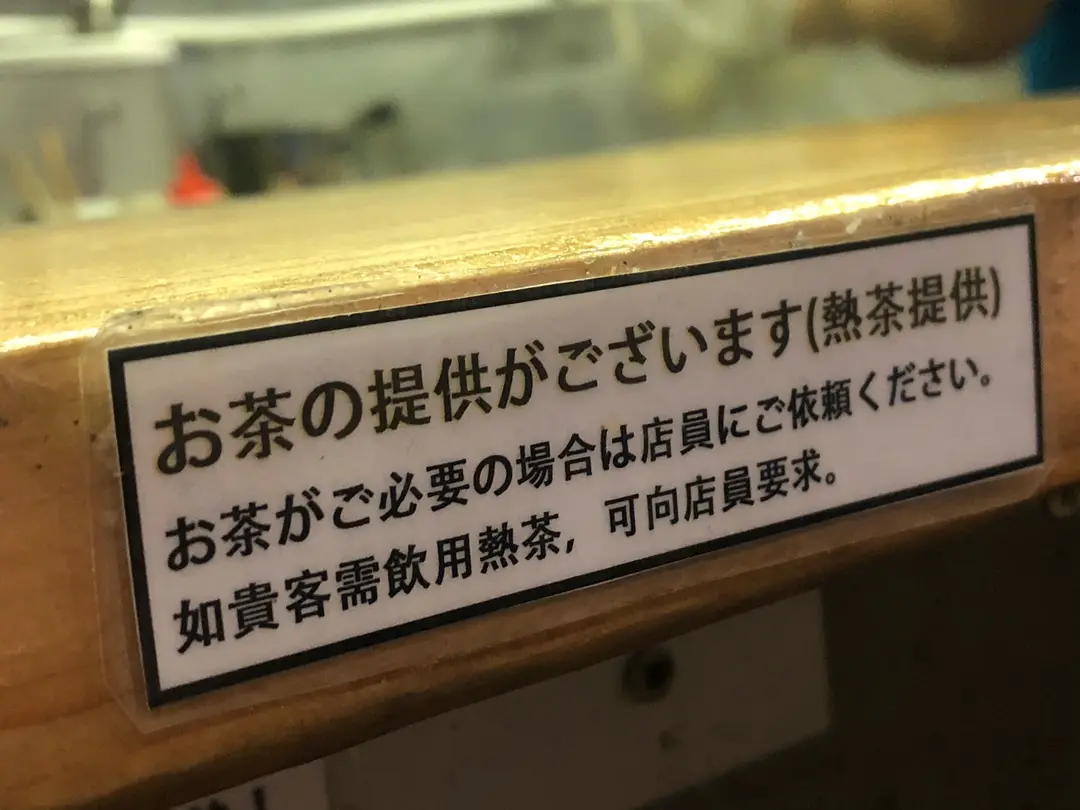 お茶の提供がございます(熱茶提供)
お茶がご必要の場合は店員にご依頼ください。
如貴客需飲用熱茶，可向店員要求。